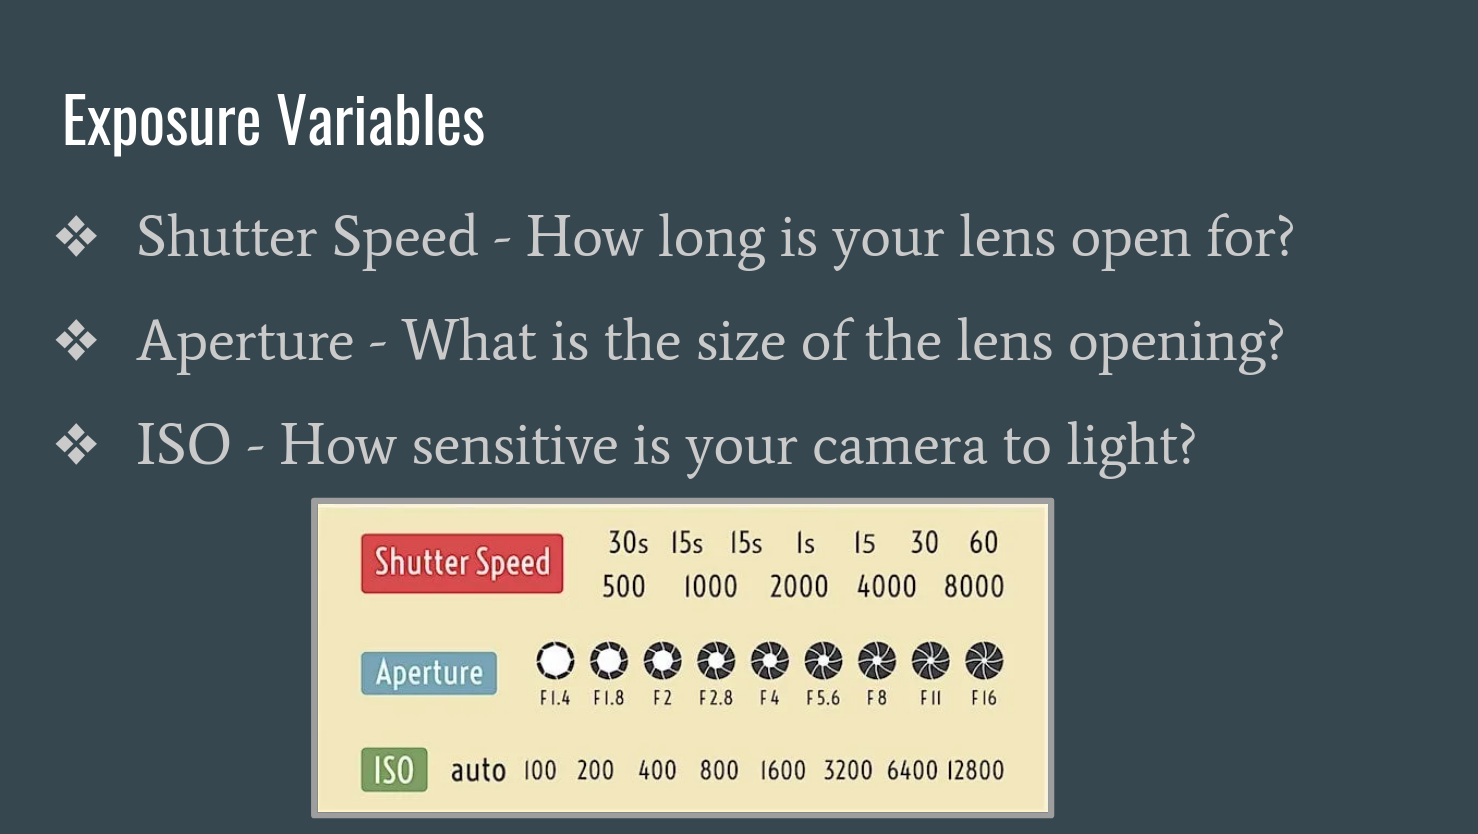 Exposure Variables
❖ Shutter Speed - How long is your lens open for?
❖ Aperture - What is the size of the lens opening?
❖ ISO - How sensitive is your camera to light?
Shutter Speed
30s 15s 15s 1s 15 30 60
500 1000 2000 4000 8000
Aperture
F1.4 F1.8 F2 F2.8 F4 F5.6 F8 F11 F16
ISO auto 100 200 400 800 1600 3200 6400 12800